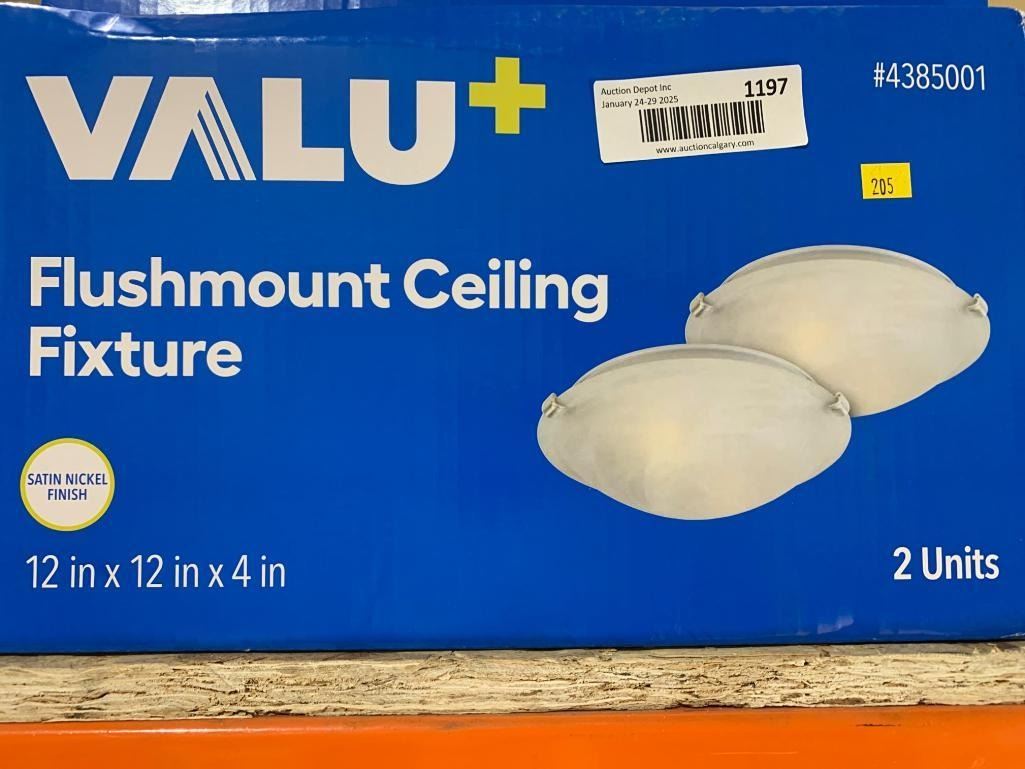 VALU+
#4385001
Auction Depot Inc
January 24-29 2025
1197
www.auctioncalgary.com
205
Flushmount Ceiling
Fixture
SATIN NICKEL
FINISH
12 in x 12 in x 4 in
2 Units